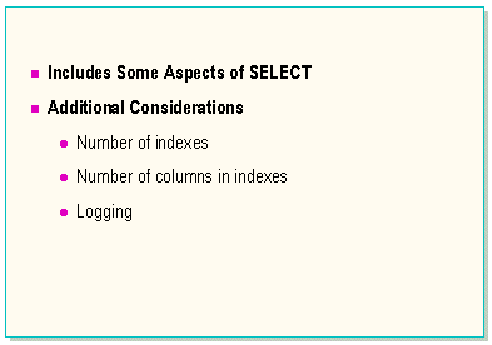 Includes Some Aspects of SELECT
Additional Considerations
Number of indexes
Number of columns in indexes
Logging